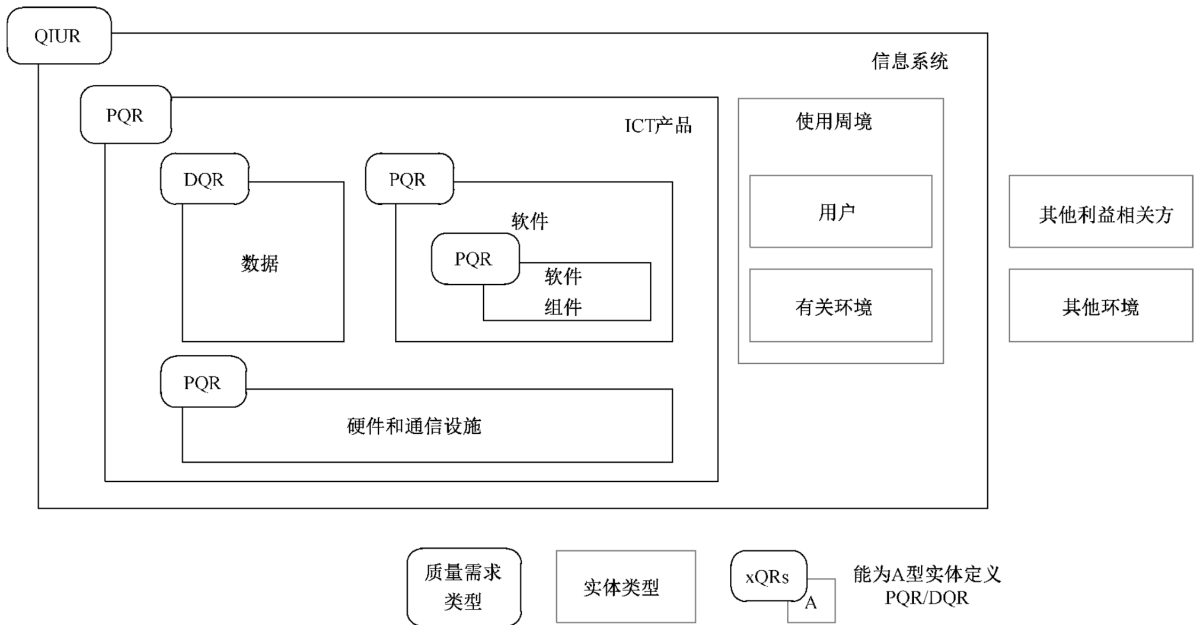 QIUR
信息系统
PQR
ICT产品
使用周境
DQR
PQR
用户
其他利益相关方
软件
数据
PQR
软件
组件
有关环境
其他环境
PQR
硬件和通信设施
质量需求
类型
实体类型
xQRs
A
能为A型实体定义
PQR/DQR